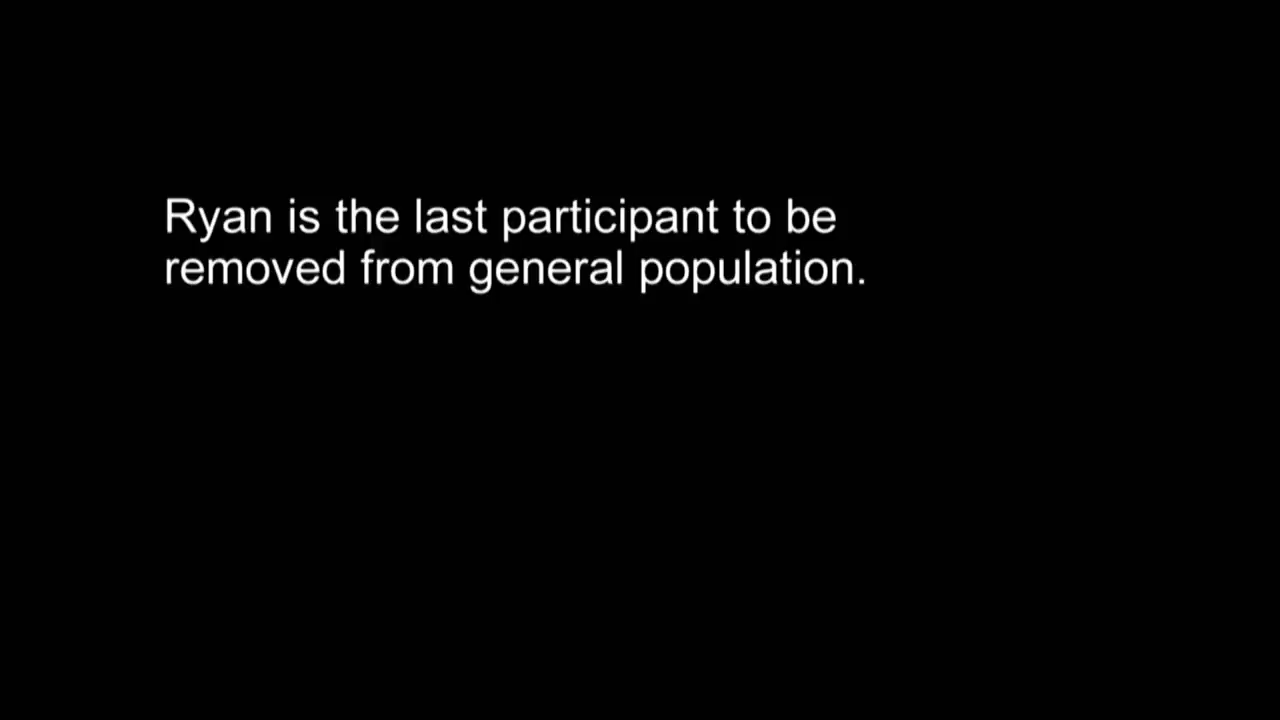 Ryan is the last participant to be
removed from general population.